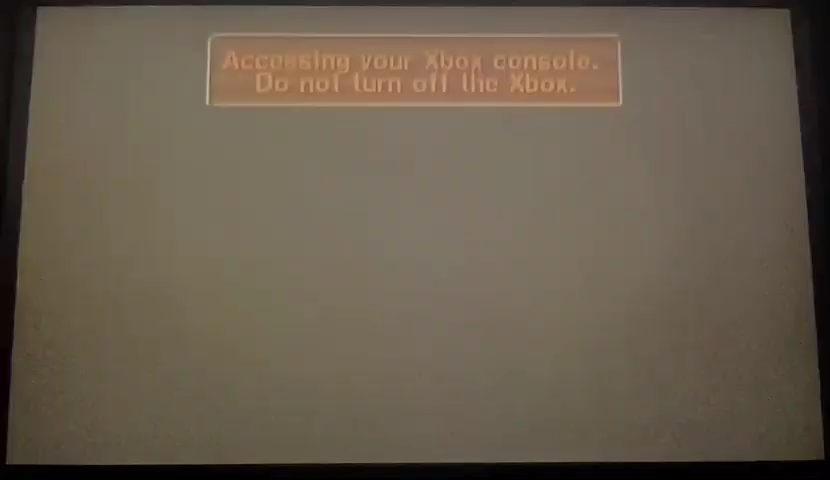 Accessing your Xbox console.
Do not turn off the Xbox.